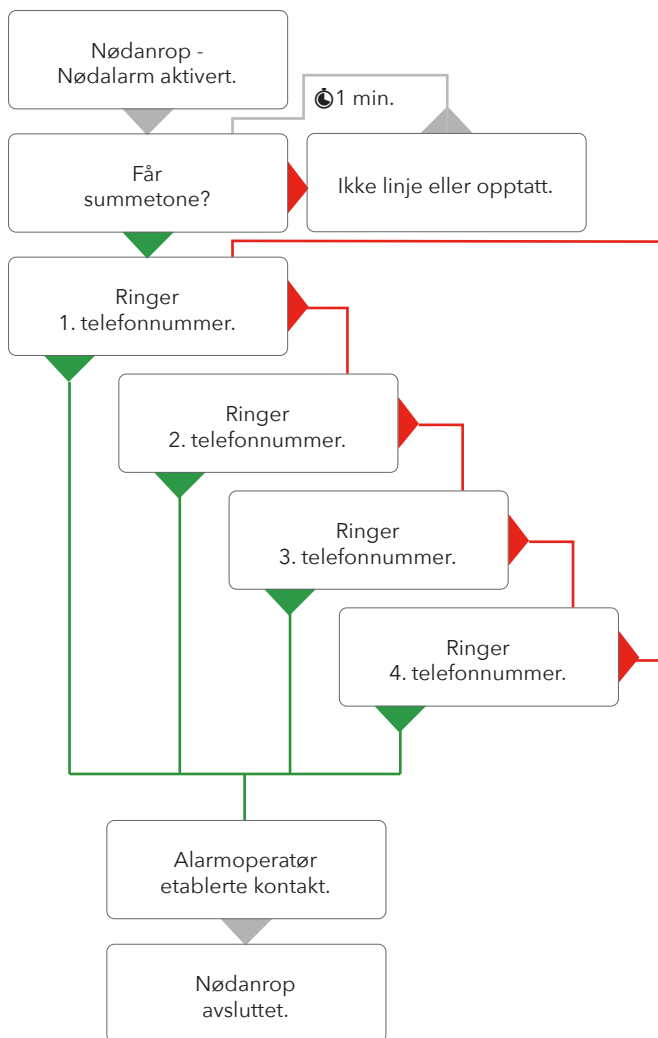 Nødanrop -
Nødalarm aktivert.
1 min.
Får
summetone?
Ikke linje eller opptatt.
Ringer
1. telefonnummer.
Ringer
2. telefonnummer.
Ringer
3. telefonnummer.
Ringer
4. telefonnummer.
Alarmoperatør
etablerte kontakt.
Nødanrop
avsluttet.